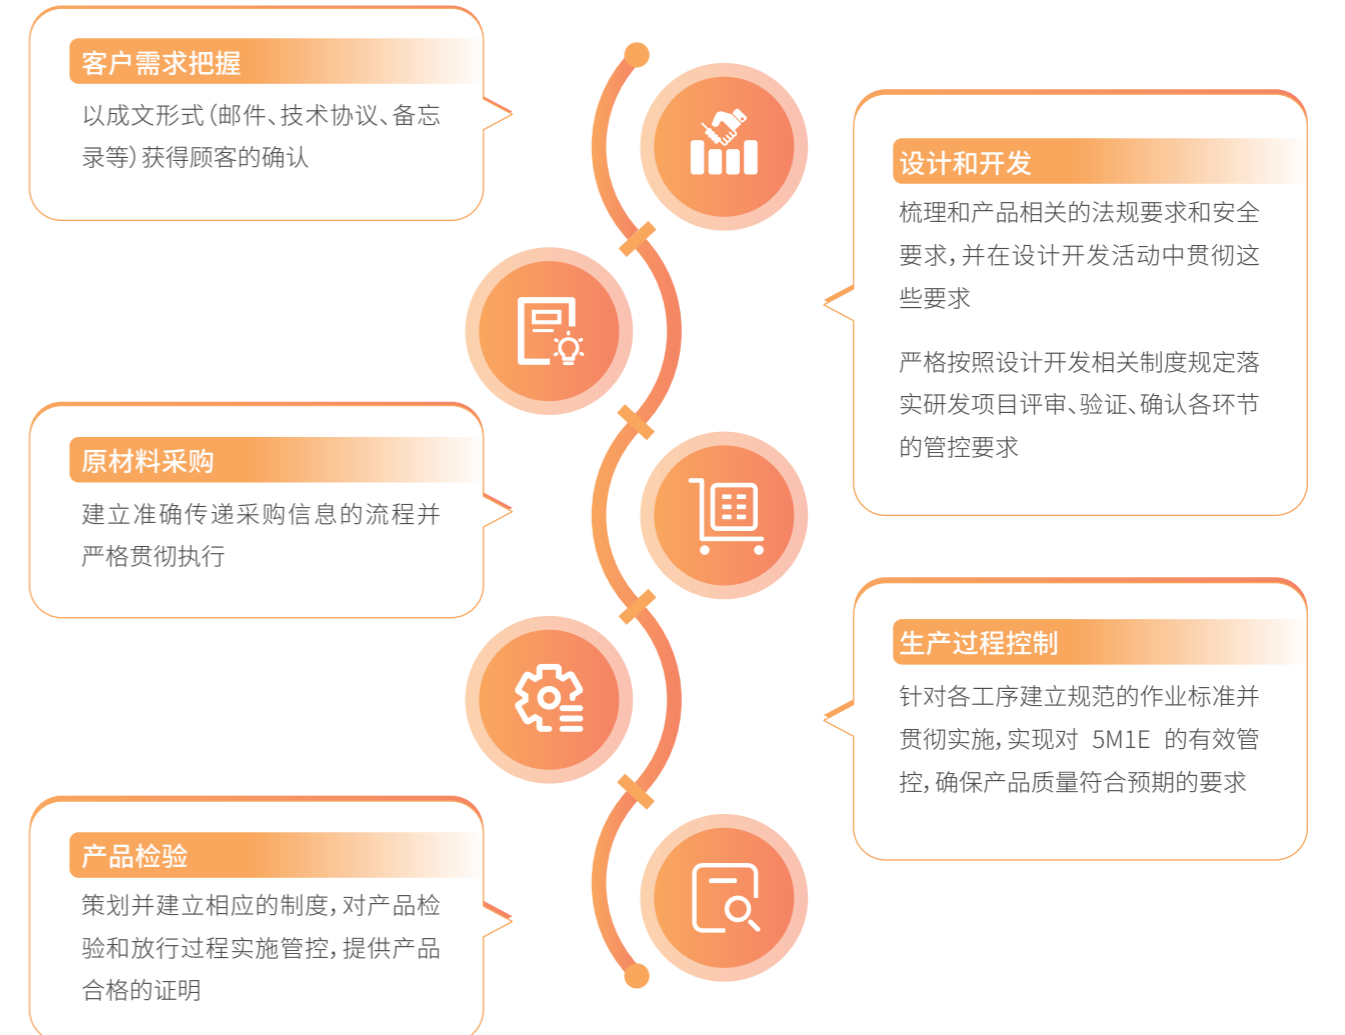 客户需求把握
以成文形式(邮件、技术协议、备忘
录等)获得顾客的确认
设计和开发
梳理和产品相关的法规要求和安全
要求,并在设计开发活动中贯彻这
些要求
严格按照设计开发相关制度规定落
实研发项目评审、验证、确认各环节
的管控要求
原材料采购
建立准确传递采购信息的流程并
严格贯彻执行
生产过程控制
针对各工序建立规范的作业标准并
贯彻实施,实现对 5M1E 的有效管
控,确保产品质量符合预期的要求
产品检验
策划并建立相应的制度,对产品检
验和放行过程实施管控,提供产品
合格的证明